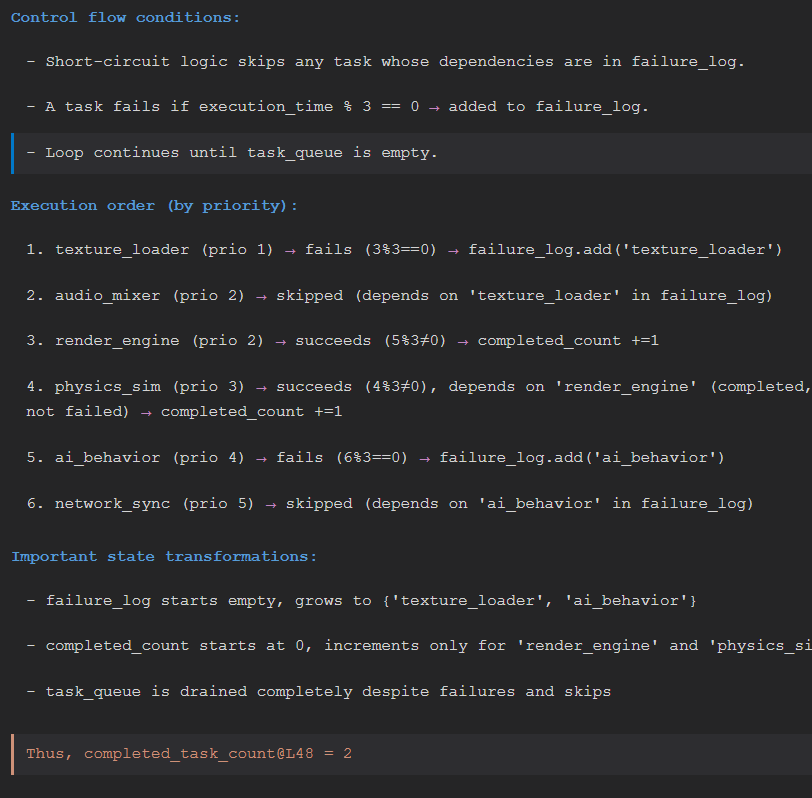 Control flow conditions:
- Short-circuit logic skips any task whose dependencies are in failure_log.
- A task fails if execution_time % 3 == 0 → added to failure_log.
- Loop continues until task_queue is empty.
Execution order (by priority):
1. texture_loader (prio 1) → fails (3%3==0) → failure_log.add('texture_loader')
2. audio_mixer (prio 2) → skipped (depends on 'texture_loader' in failure_log)
3. render_engine (prio 2) → succeeds (5%3≠0) → completed_count +=1
4. physics_sim (prio 3) → succeeds (4%3≠0), depends on 'render_engine' (completed,
not failed) → completed_count +=1
5. ai_behavior (prio 4) → fails (6%3==0) → failure_log.add('ai_behavior')
6. network_sync (prio 5) → skipped (depends on 'ai_behavior' in failure_log)
Important state transformations:
- failure_log starts empty, grows to {'texture_loader', 'ai_behavior'}
- completed_count starts at 0, increments only for 'render_engine' and 'physics_si
- task_queue is drained completely despite failures and skips
Thus, completed_task_count@L48 = 2